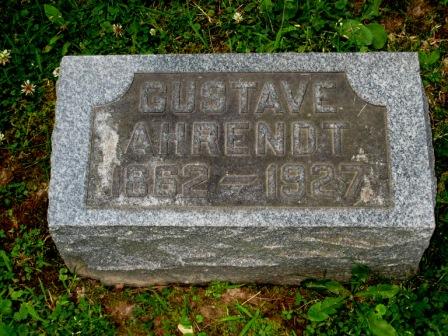 GUSTAVE
AHRENDT
1862 — 1927